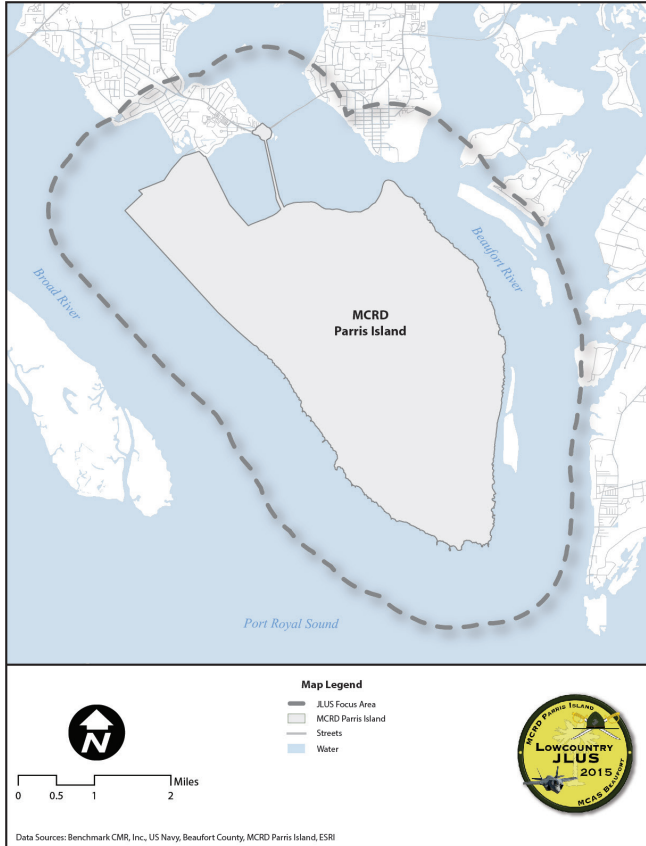 Broad River
Beaufort River
MCRD
Parris Island
Port Royal Sound
Map Legend
JLUS Focus Area
MCRD Parris Island
Streets
Water
N
Miles
0 0.5 1 2
MCRD PARRIS ISLAND
LOWCOUNTRY
JLUS
2015
MCAS BEAUFORT
Data Sources: Benchmark CMR, Inc., US Navy, Beaufort County, MCRD Parris Island, ESRI